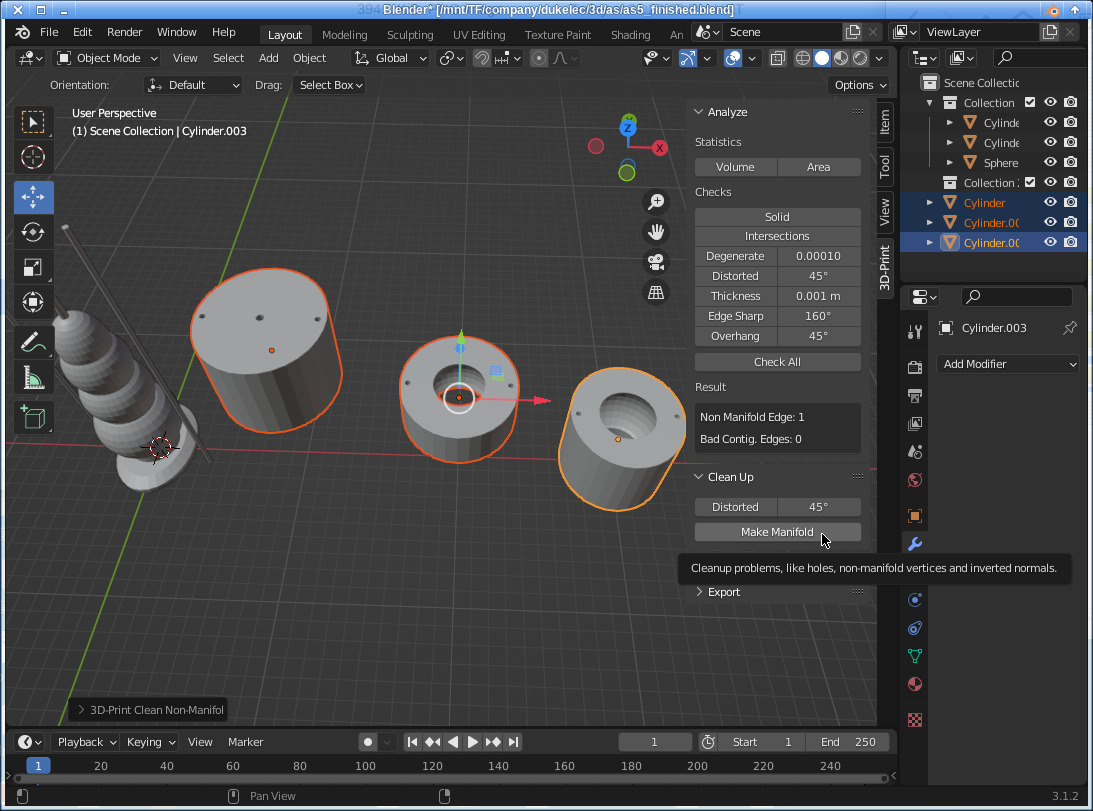 Blender* [/mnt/TF/company/dukelec/3d/as/as5_finished.blend]
File Edit Render Window Help Layout Modeling Sculpting UV Editing Texture Paint Shading An Scene ViewLayer
Object Mode View Select Add Object Global
Orientation: Default Drag: Select Box Options
User Perspective
(1) Scene Collection | Cylinder.003
Z
X
Item
Tool
View
3D-Print
Analyze
Statistics
Volume Area
Checks
Solid
Intersections
Degenerate 0.00010
Distorted 45°
Thickness 0.001 m
Edge Sharp 160°
Overhang 45°
Check All
Result
Non Manifold Edge: 1
Bad Contig. Edges: 0
Clean Up
Distorted 45°
Make Manifold
Cleanup problems, like holes, non-manifold vertices and inverted normals.
Export
Scene Collectic
Collection
Cylinde
Cylinde
Sphere
Collection
Cylinder
Cylinder.00
Cylinder.00
Cylinder.003
Add Modifier
3D-Print Clean Non-Manifol
Playback Keying View Marker 1 Start 1 End 250
1 20 40 60 80 100 120 140 160 180 200 220 240
Pan View 3.1.2